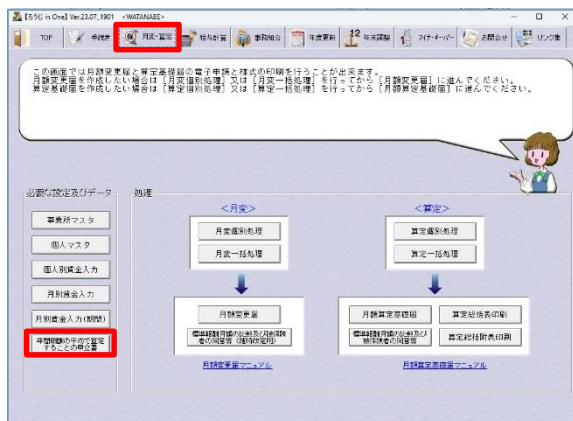 【ろうじ in One】 Ver.23.07_1901 <WATANABE>
TOP 手続き 月変・算定 給与計算 事務組合 年度更新 12 年末調整 マイナ・キーパー お問合せ リンク集
この画面では月額変更届と算定基礎届の電子申請と様式の印刷を行うことが出来ます。
月額変更届を作成したい場合は［月変個別処理］又は［月変一括処理］を行ってから［月額変更届］に進んでください。
算定基礎届を作成したい場合は［算定個別処理］又は［算定一括処理］を行ってから［月額算定基礎届］に進んでください。
必要な設定及びデータ
事業所マスタ
個人マスタ
個人別賃金入力
月別賃金入力
月別賃金入力(期間)
年間報酬の平均で算定
することの申立書
処理
<月変>
月変個別処理
月変一括処理
月額変更届
標準報酬月額の比較及び被保険
者の同意等（随時改定用）
月額変更届マニュアル
<算定>
算定個別処理
算定一括処理
月額算定基礎届 算定総括表印刷
標準報酬月額の比較及び
被保険者の同意等
算定総括附表印刷
月額算定基礎届マニュアル